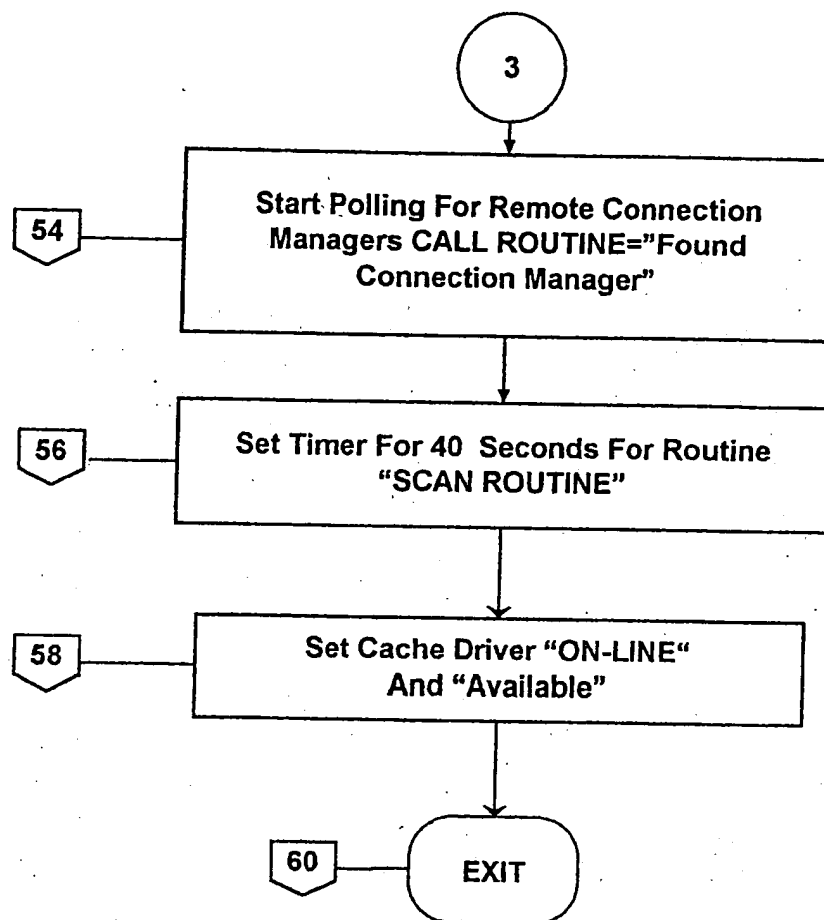 3
54
Start Polling For Remote Connection
Managers CALL ROUTINE=”Found
Connection Manager”
56
Set Timer For 40 Seconds For Routine
“SCAN ROUTINE”
58
Set Cache Driver “ON-LINE“
And “Available”
60
EXIT